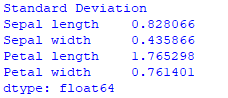 Standard Deviation
Sepal length    0.828066
Sepal width     0.435866
Petal length    1.765298
Petal width     0.761401
dtype: float64